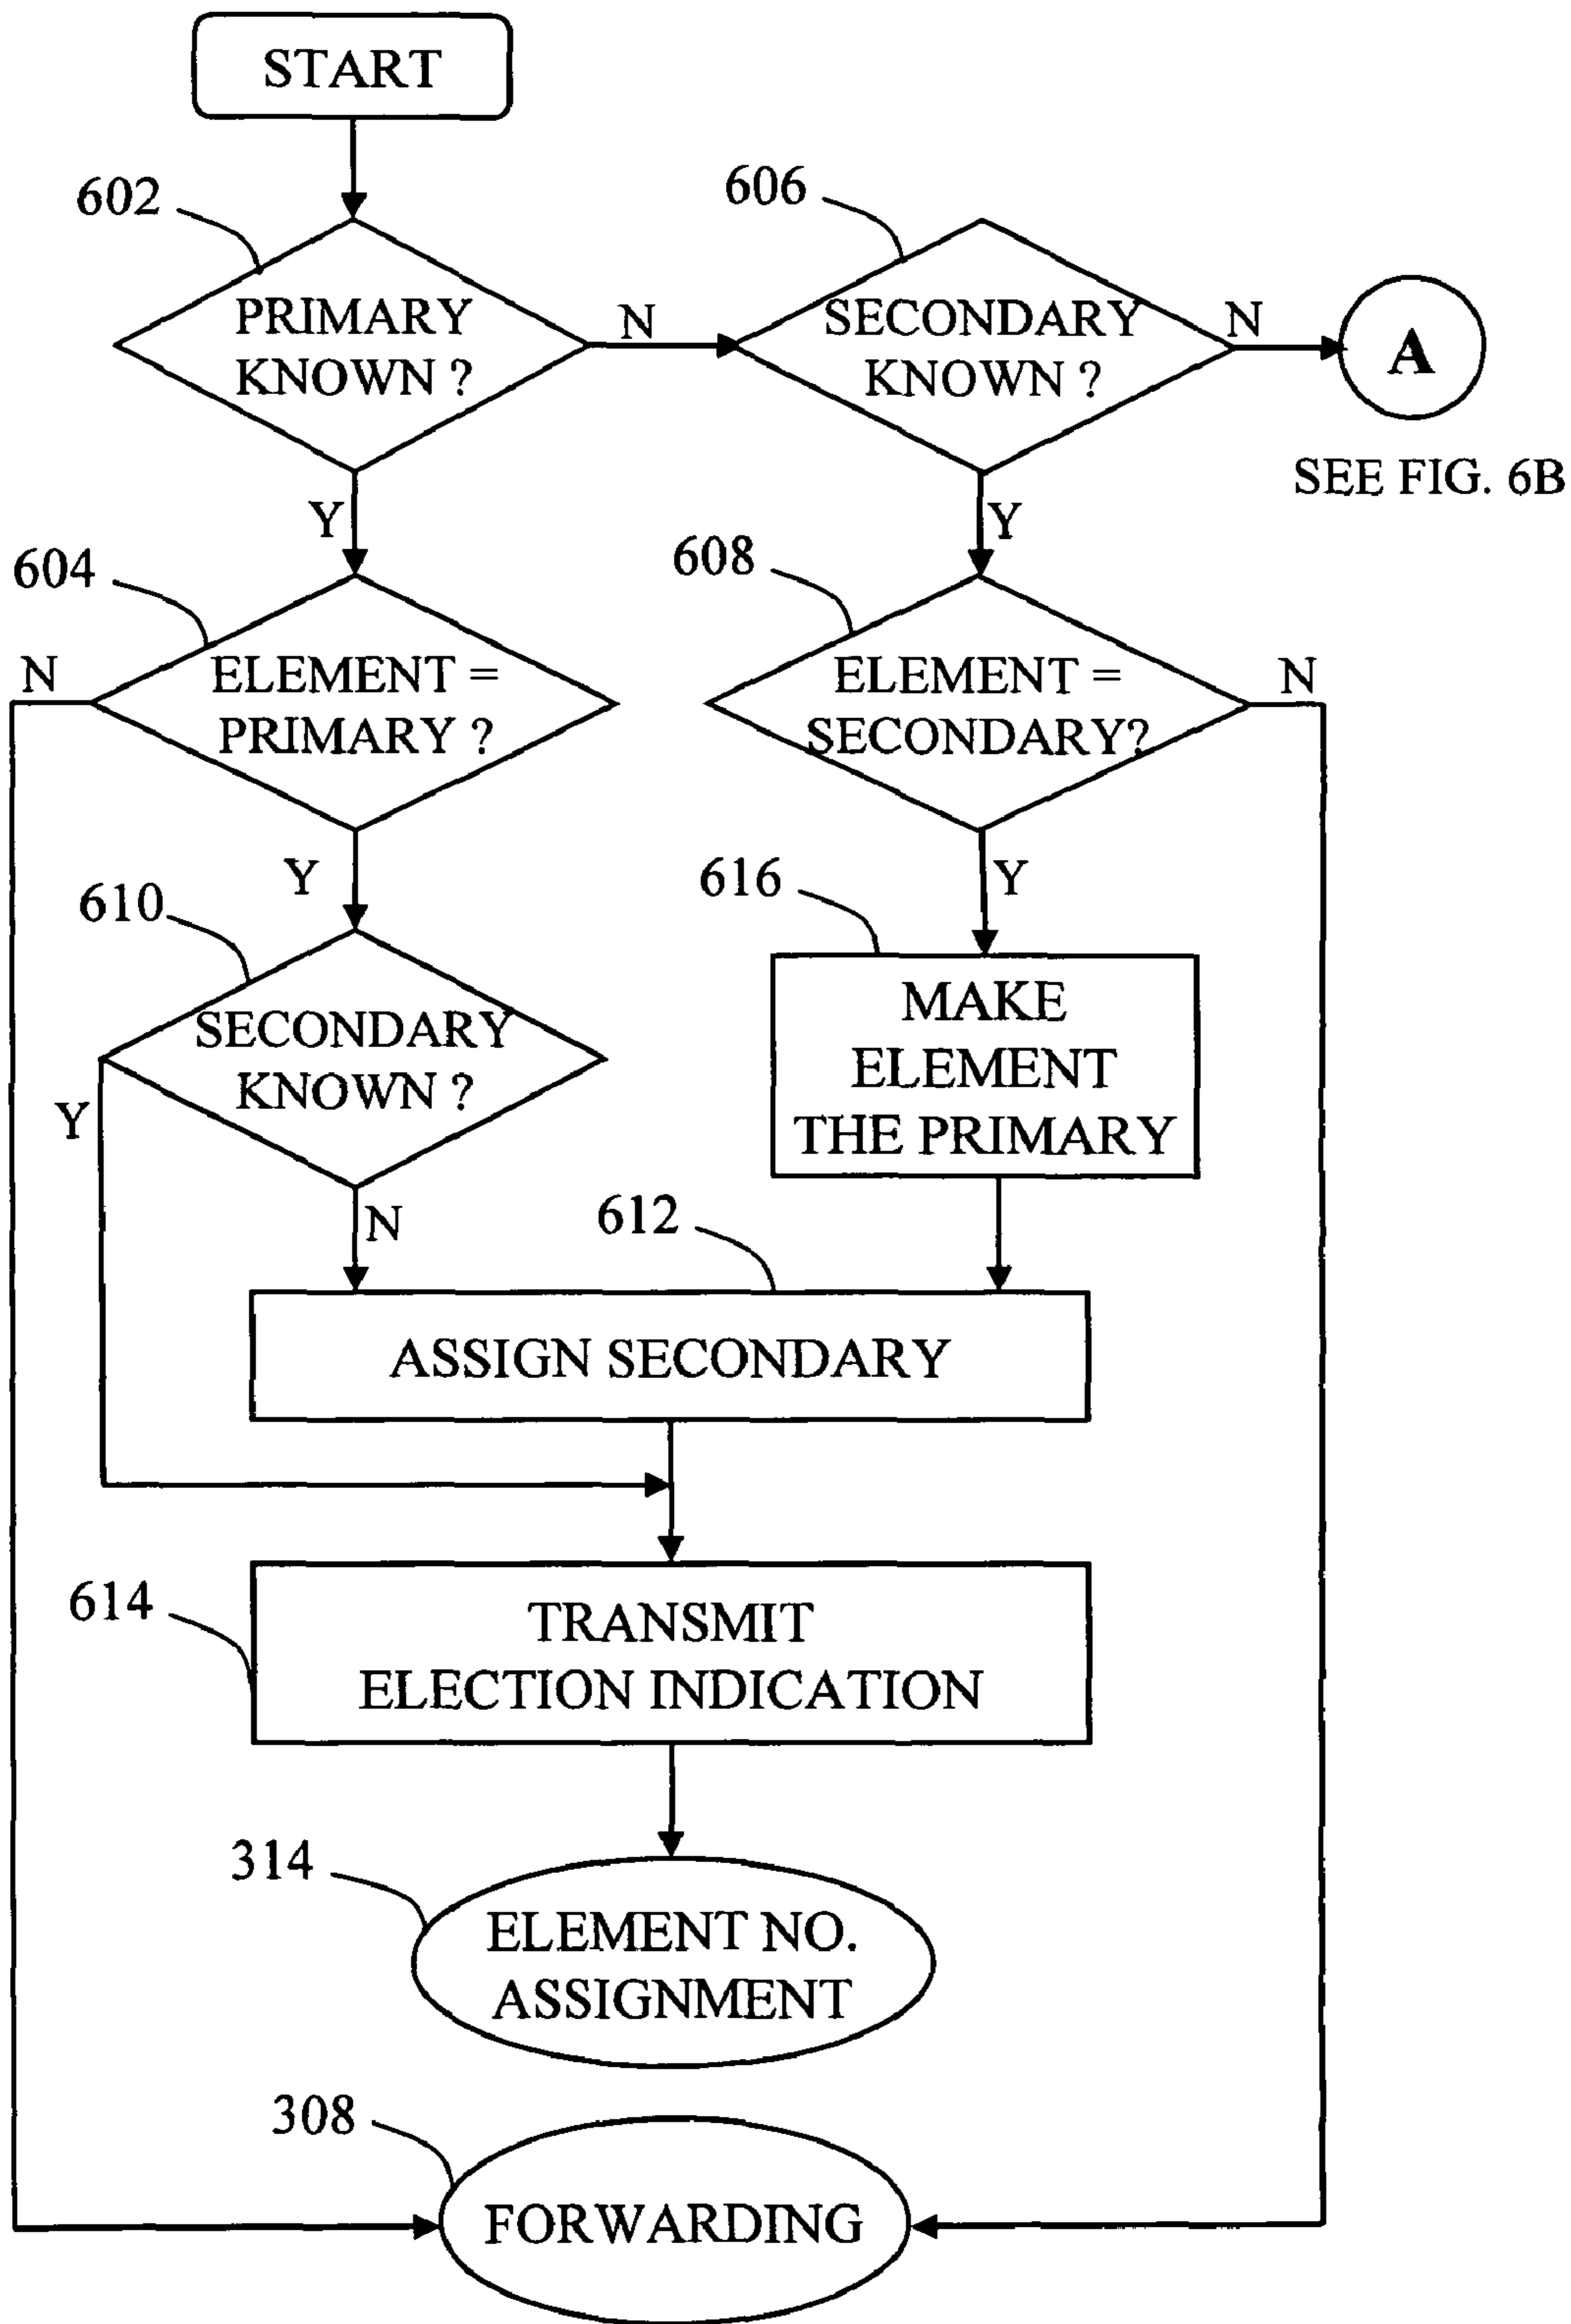 START
602
606
PRIMARY
KNOWN ?
N
SECONDARY
KNOWN ?
N
A
SEE FIG. 6B
Y
Y
604
608
N
ELEMENT =
PRIMARY ?
ELEMENT =
SECONDARY?
N
Y
Y
610
616
SECONDARY
KNOWN ?
MAKE
ELEMENT
THE PRIMARY
Y
N
612
ASSIGN SECONDARY
614
TRANSMIT
ELECTION INDICATION
314
ELEMENT NO.
ASSIGNMENT
308
FORWARDING